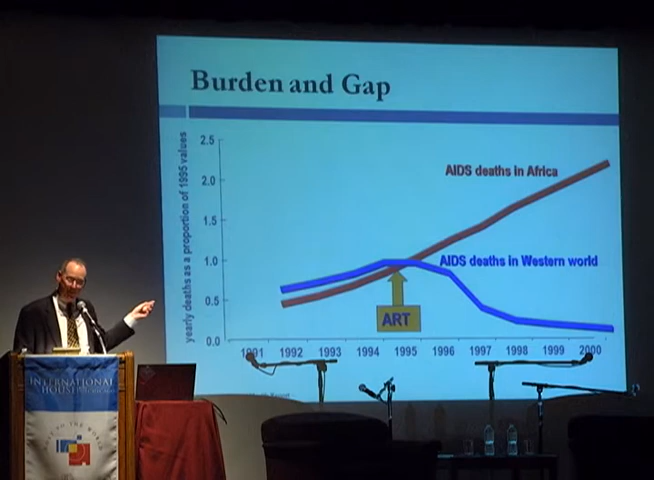 Burden and Gap
yearly deaths as a proportion of 1995 values
2.5
2.0
1.5
1.0
0.5
0.0
AIDS deaths in Africa
AIDS deaths in Western world
ART
1991 1992 1993 1994 1995 1996 1997 1998 1999 2000
INTERNATIONAL
HOUSE